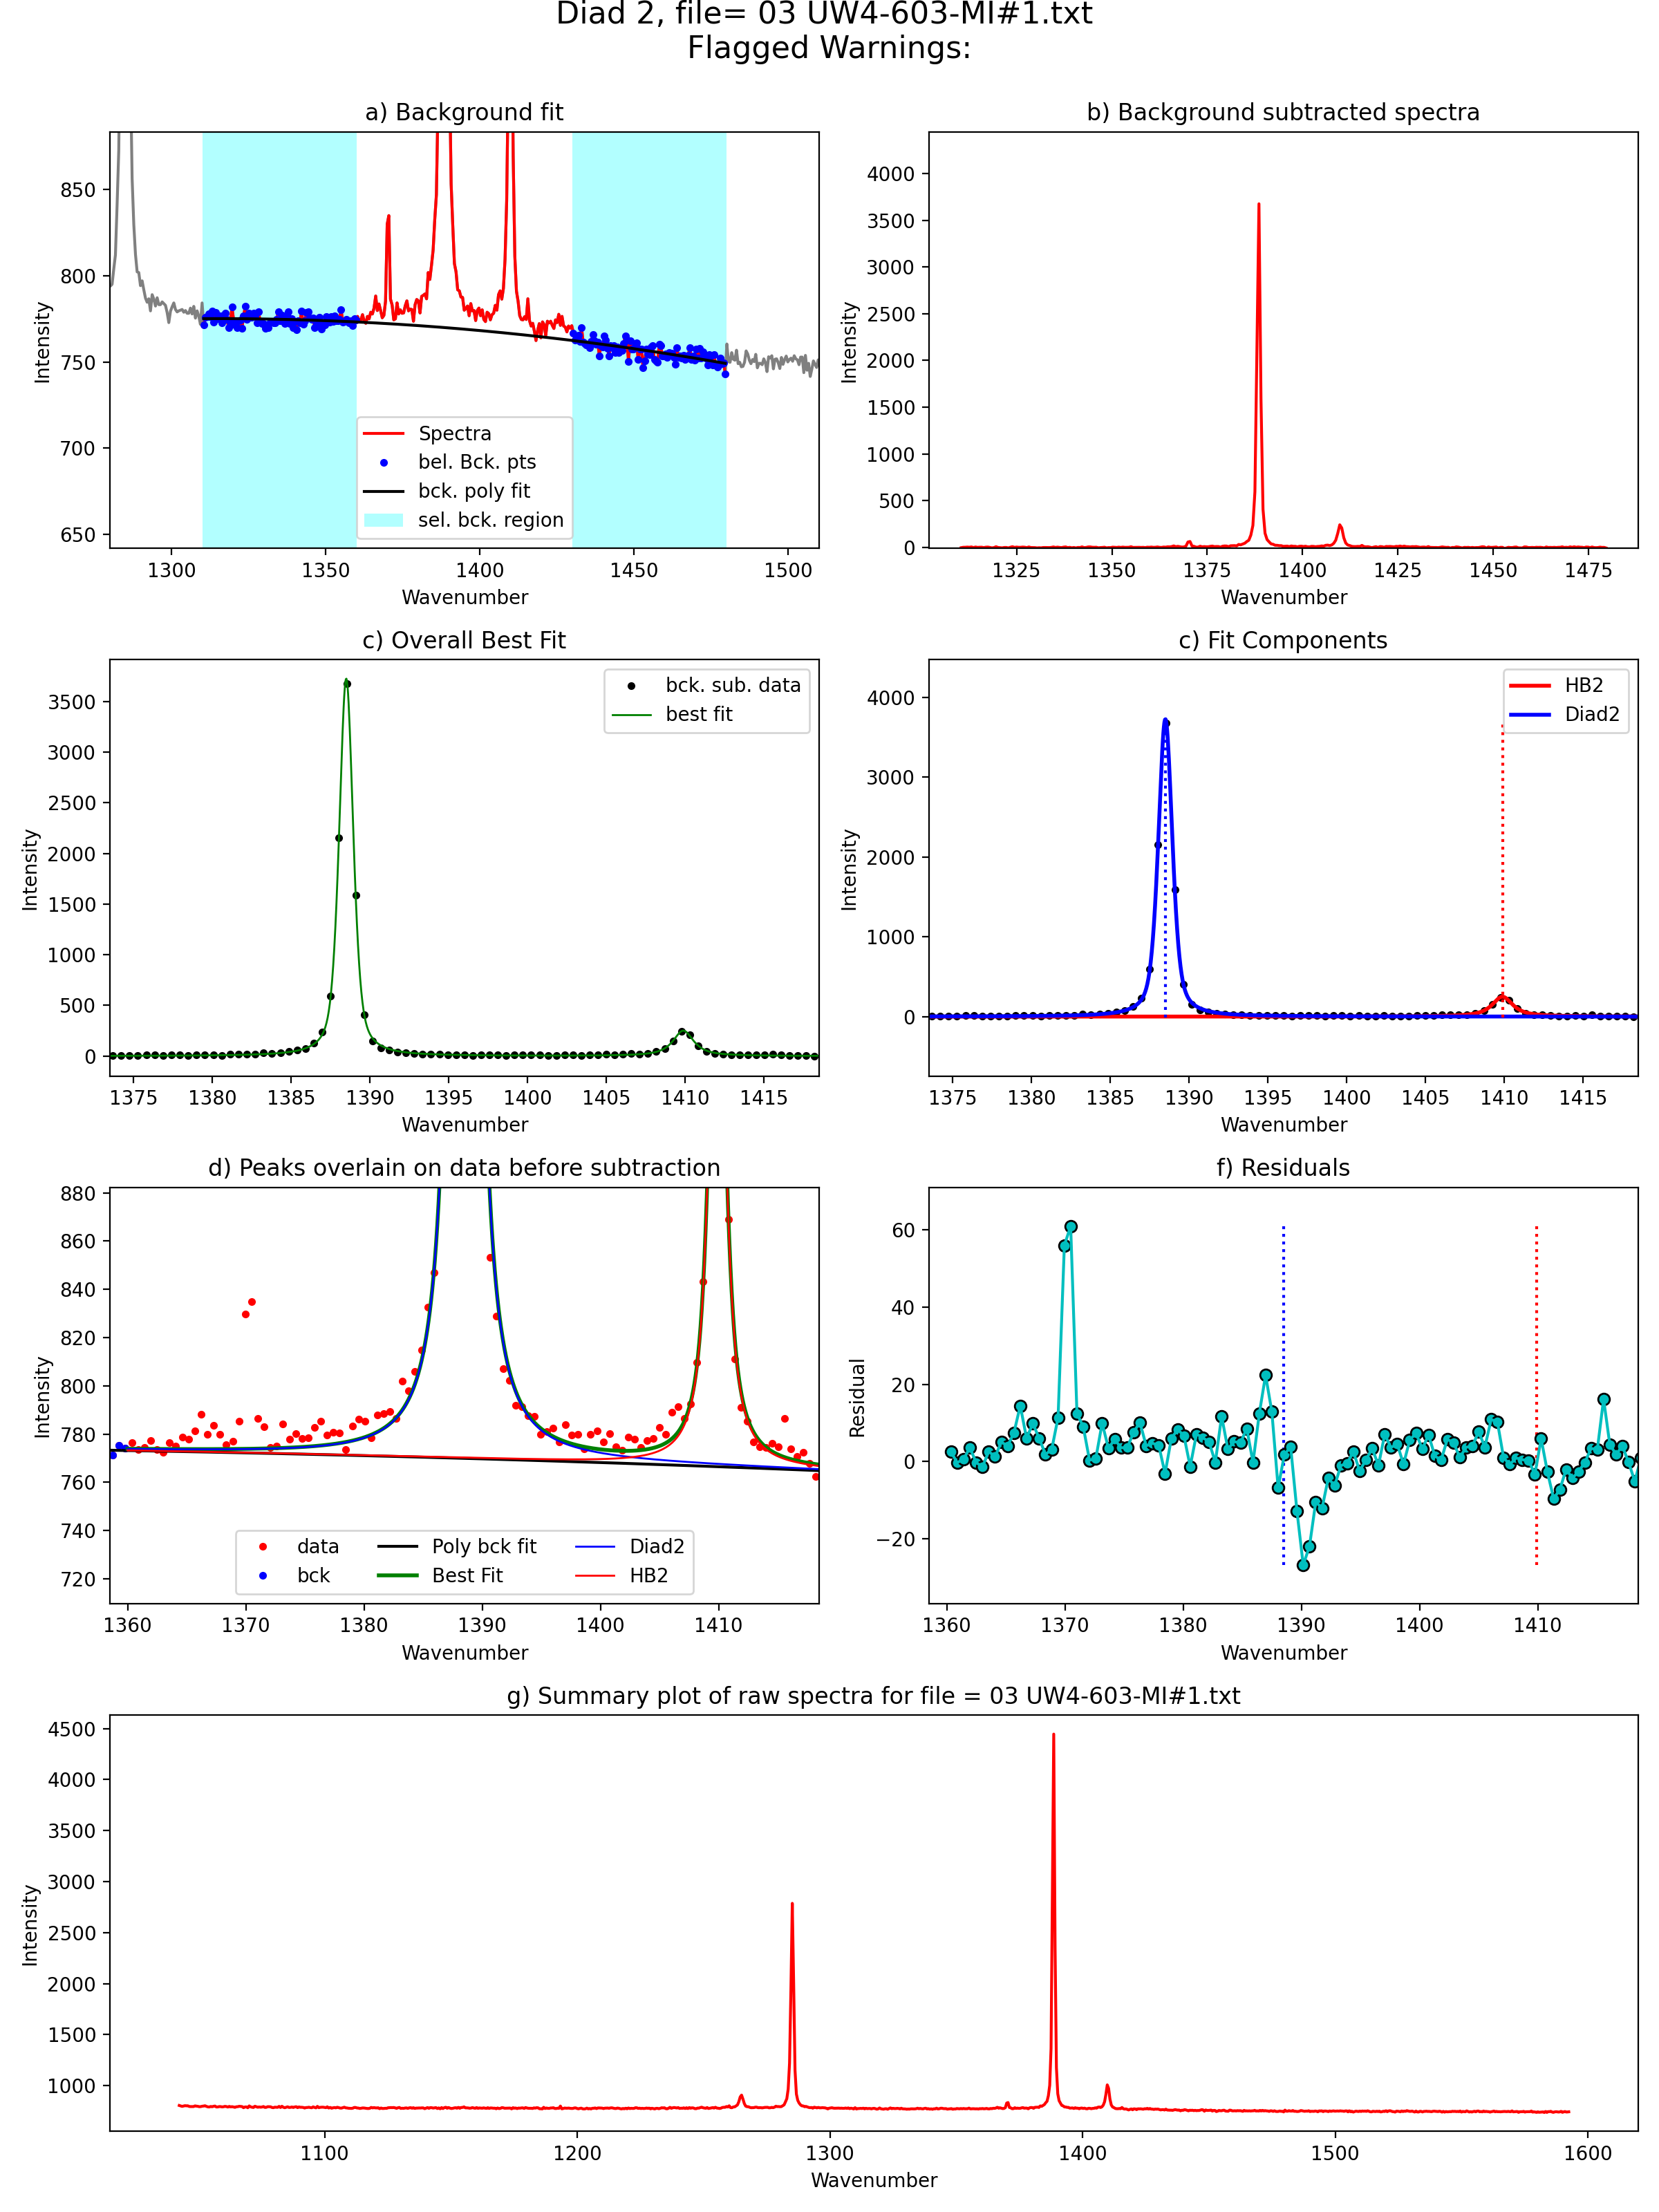 Diad 2, file= 03 UW4-603-MI#1.txt
Flagged Warnings:
a) Background fit
850
800
750
700
650
Intensity
Spectra
bel. Bck. pts
bck. poly fit
sel. bck. region
1300 1350 1400 1450 1500
Wavenumber
b) Background subtracted spectra
4000
3500
3000
2500
2000
1500
1000
500
0
Intensity
1325 1350 1375 1400 1425 1450 1475
Wavenumber
c) Overall Best Fit
3500
3000
2500
2000
1500
1000
500
0
Intensity
bck. sub. data
best fit
1375 1380 1385 1390 1395 1400 1405 1410 1415
Wavenumber
c) Fit Components
4000
3000
2000
1000
0
Intensity
HB2
Diad2
1375 1380 1385 1390 1395 1400 1405 1410 1415
Wavenumber
d) Peaks overlain on data before subtraction
880
860
840
820
800
780
760
740
720
Intensity
data
bck
Poly bck fit
Best Fit
Diad2
HB2
1360 1370 1380 1390 1400 1410
Wavenumber
f) Residuals
60
40
20
0
−20
Residual
1360 1370 1380 1390 1400 1410
Wavenumber
g) Summary plot of raw spectra for file = 03 UW4-603-MI#1.txt
4500
4000
3500
3000
2500
2000
1500
1000
Intensity
1100 1200 1300 1400 1500 1600
Wavenumber